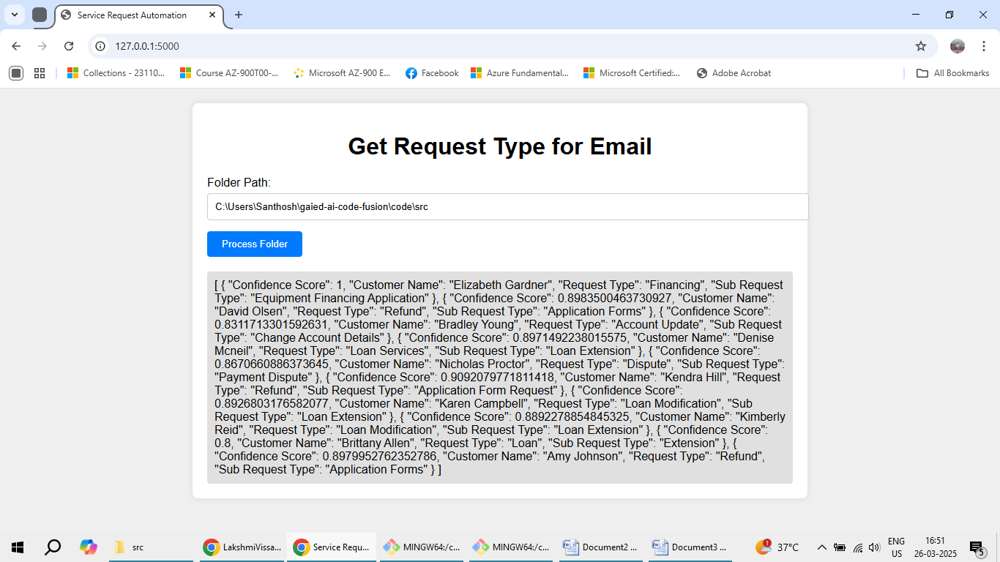 Service Request Automation
127.0.0.1:5000
Collections - 23110...
Course AZ-900T00-...
Microsoft AZ-900 E...
Facebook
Azure Fundamental...
Microsoft Certified:...
Adobe Acrobat
All Bookmarks
Get Request Type for Email
Folder Path:
C:\Users\Santhosh\gaied-ai-code-fusion\code\src
Process Folder
[ { "Confidence Score": 1, "Customer Name": "Elizabeth Gardner", "Request Type": "Financing", "Sub Request
Type": "Equipment Financing Application" }, { "Confidence Score": 0.8983500463730927, "Customer Name":
"David Olsen", "Request Type": "Refund", "Sub Request Type": "Application Forms" }, { "Confidence Score":
0.8311713301592631, "Customer Name": "Bradley Young", "Request Type": "Account Update", "Sub Request
Type": "Change Account Details" }, { "Confidence Score": 0.8971492238015575, "Customer Name": "Denise
Mcneil", "Request Type": "Loan Services", "Sub Request Type": "Loan Extension" }, { "Confidence Score":
0.8670660886373645, "Customer Name": "Nicholas Proctor", "Request Type": "Dispute", "Sub Request Type":
"Payment Dispute" }, { "Confidence Score": 0.9092079771811418, "Customer Name": "Kendra Hill", "Request
Type": "Refund", "Sub Request Type": "Application Form Request" }, { "Confidence Score":
0.8926803176582077, "Customer Name": "Karen Campbell", "Request Type": "Loan Modification", "Sub
Request Type": "Loan Extension" }, { "Confidence Score": 0.8892278854845325, "Customer Name": "Kimberly
Reid", "Request Type": "Loan Modification", "Sub Request Type": "Loan Extension" }, { "Confidence Score":
0.8, "Customer Name": "Brittany Allen", "Request Type": "Loan", "Sub Request Type": "Extension" }, {
"Confidence Score": 0.8979952762352786, "Customer Name": "Amy Johnson", "Request Type": "Refund",
"Sub Request Type": "Application Forms" } ]
src
LakshmiVissa...
Service Requ...
MINGW64:/c...
MINGW64:/c...
Document2 ...
Document3 ...
1
37°C
ENG
US
16:51
26-03-2025
5